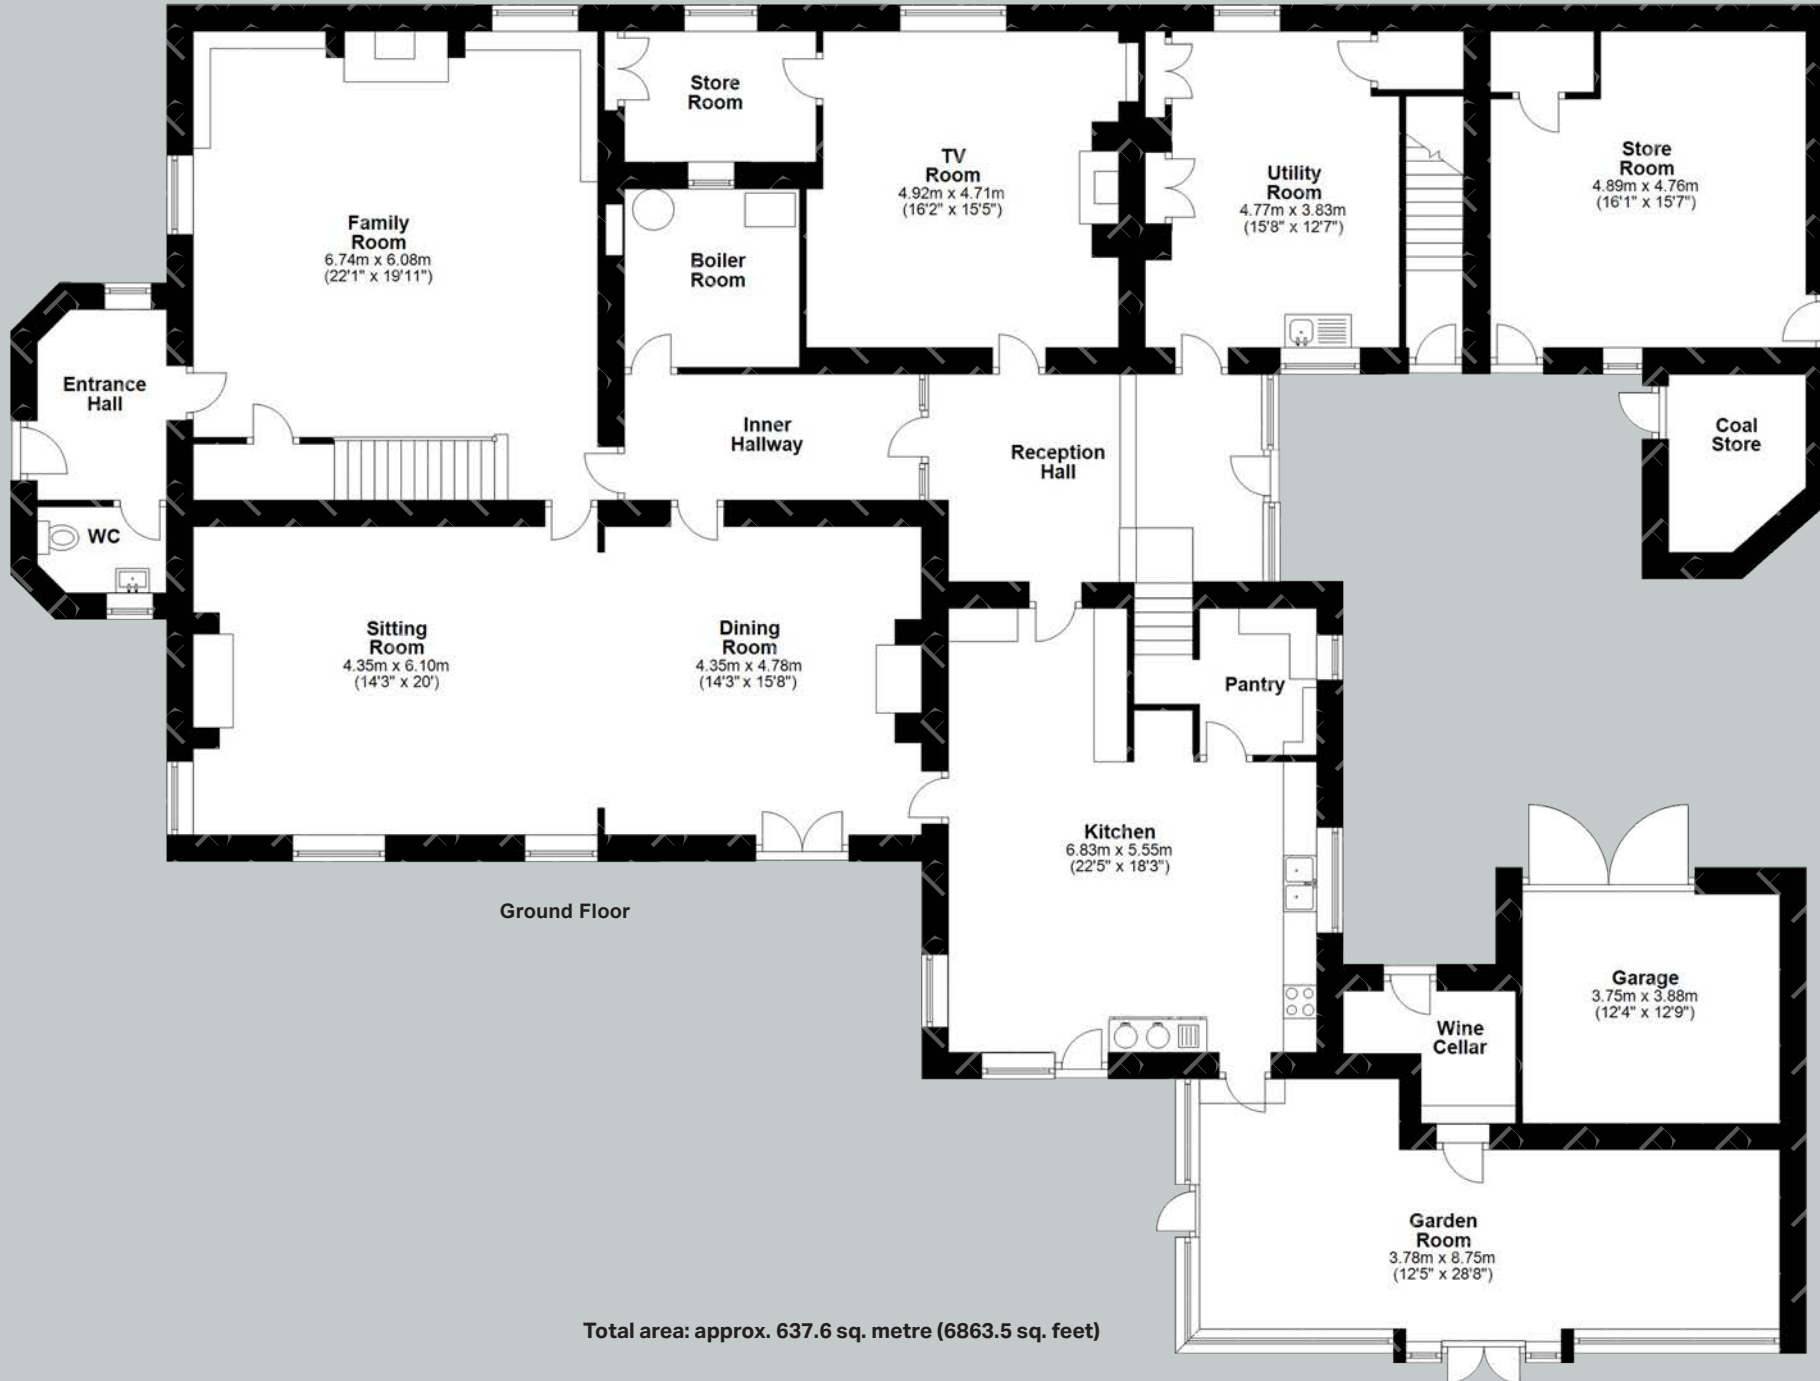 Store
Room
TV
Room
4.92m x 4.71m
(16'2" x 15'5")
Utility
Room
4.77m x 3.83m
(15'8" x 12'7")
Store
Room
4.89m x 4.76m
(16'1" x 15'7")
Family
Room
6.74m x 6.08m
(22'1" x 19'11")
Boiler
Room
Entrance
Hall
Inner
Hallway
Reception
Hall
Coal
Store
WC
Sitting
Room
4.35m x 6.10m
(14'3" x 20')
Dining
Room
4.35m x 4.78m
(14'3" x 15'8")
Pantry
Kitchen
6.83m x 5.55m
(22'5" x 18'3")
Ground Floor
Garage
3.75m x 3.88m
(12'4" x 12'9")
Wine
Cellar
Garden
Room
3.78m x 8.75m
(12'5" x 28'8")
Total area: approx. 637.6 sq. metre (6863.5 sq. feet)